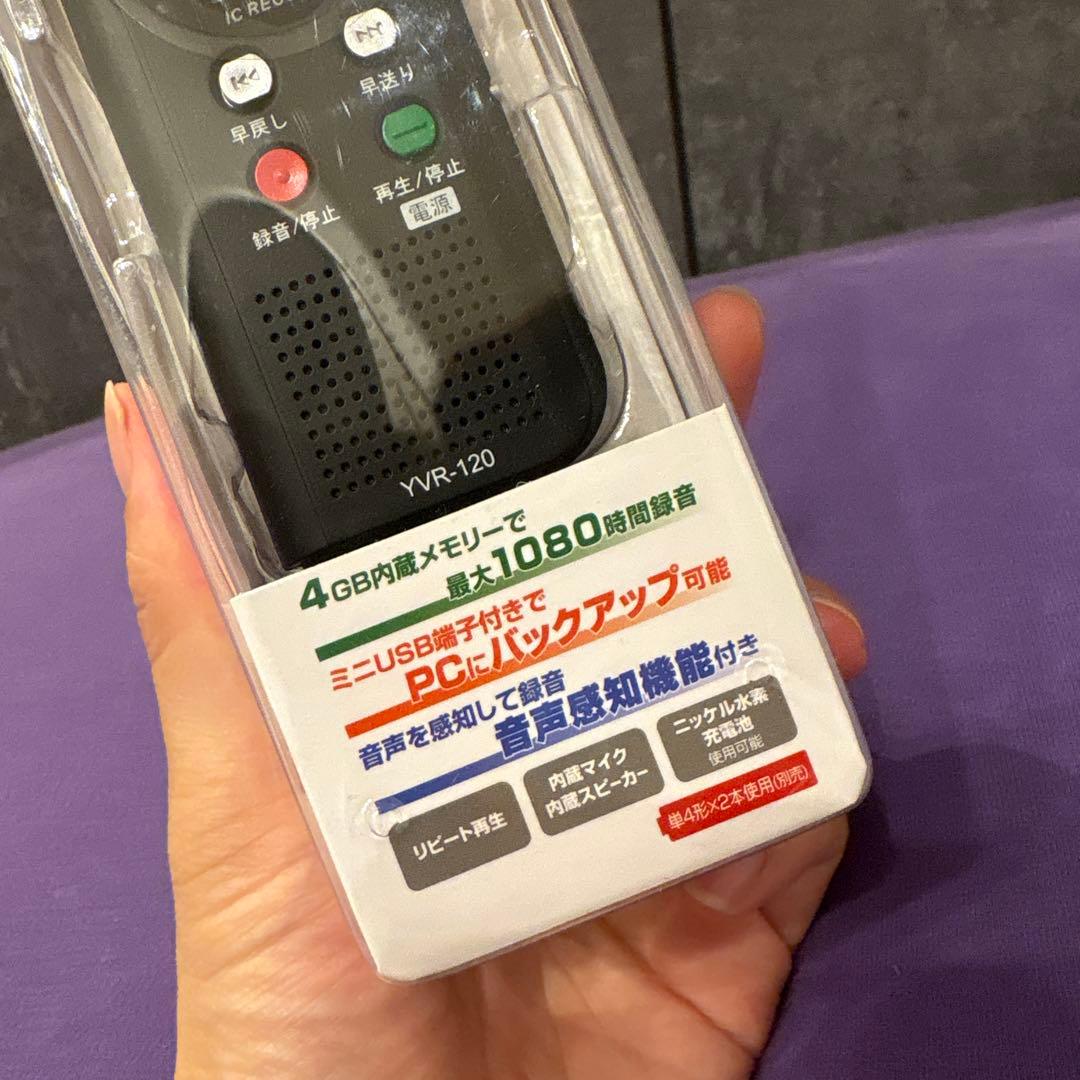 IC REC
早送り
早戻し
再生/停止
電源
録音/停止
YVR-120
4GB内蔵メモリーで
最大1080時間録音
ミニUSB端子付きで
PCにバックアップ可能
音声を感知して録音
音声感知機能付き
リピート再生
内蔵マイク
内蔵スピーカー
ニッケル水素
充電池
使用可能
単4形×2本使用(別売)